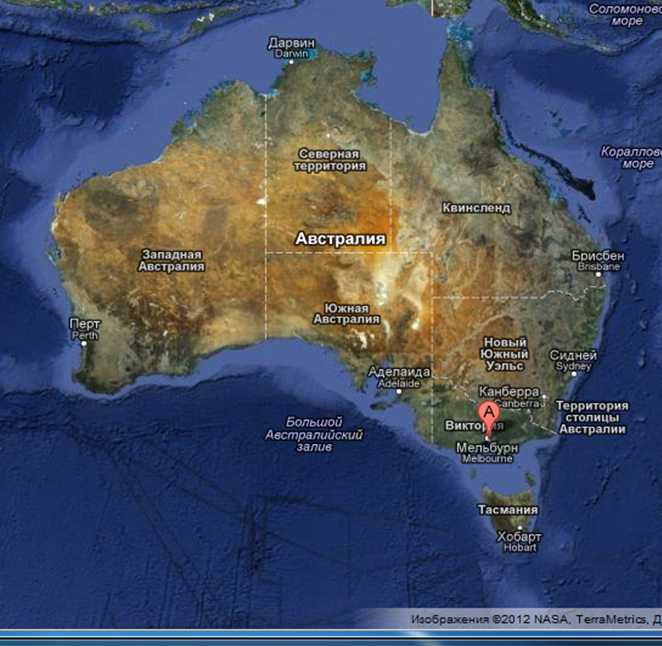 Соломоново
море
Дарвин
Darwin
Кораллово
море
Северная
территория
Квинсленд
Австралия
Западная
Австралия
Брисбен
Brisbane
Южная
Австралия
Перт
Perth
Новый
Южный
Уэльс
Сидней
Sydney
Аделаида
Adelaide
Канберра
Canberra
Территория
столицы
Австралии
A
Виктория
Большой
Австралийский
залив
Мельбурн
Melbourne
Тасмания
Хобарт
Hobart
Изображения ©2012 NASA, TerraMetrics, Д